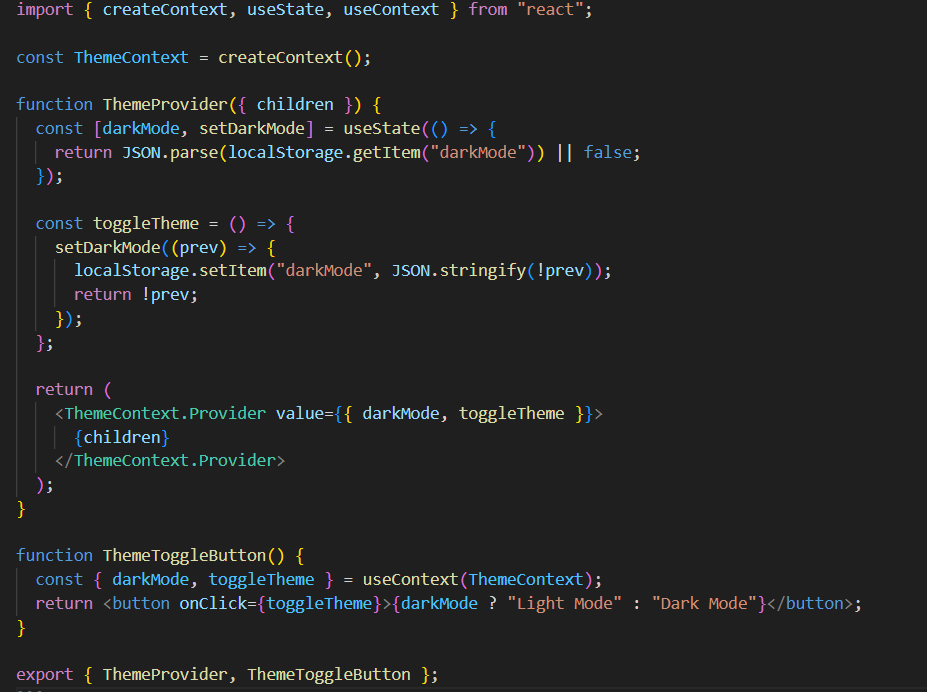 import { createContext, useState, useContext } from "react";
const ThemeContext = createContext();
function ThemeProvider({ children }) {
const [darkMode, setDarkMode] = useState(() => {
return JSON.parse(localStorage.getItem("darkMode")) || false;
});
const toggleTheme = () => {
setDarkMode((prev) => {
localStorage.setItem("darkMode", JSON.stringify(!prev));
return !prev;
});
};
return (
<ThemeContext.Provider value={{ darkMode, toggleTheme }}>
{children}
</ThemeContext.Provider>
);
}
function ThemeToggleButton() {
const { darkMode, toggleTheme } = useContext(ThemeContext);
return <button onClick={toggleTheme}>{darkMode ? "Light Mode" : "Dark Mode"}</button>;
}
export { ThemeProvider, ThemeToggleButton };